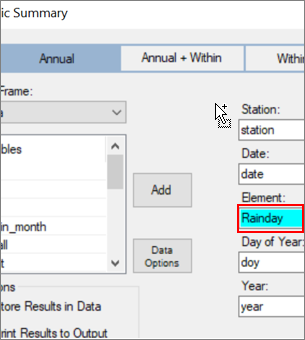 ic Summary
Annual
Annual + Within
Within
Frame:
a
Station:
station
bles
Date:
date
Add
Element:
Rainday
in_month
all
t
Data
Options
Day of Year:
doy
ons
Year:
year
tore Results in Data
rint Results to Output